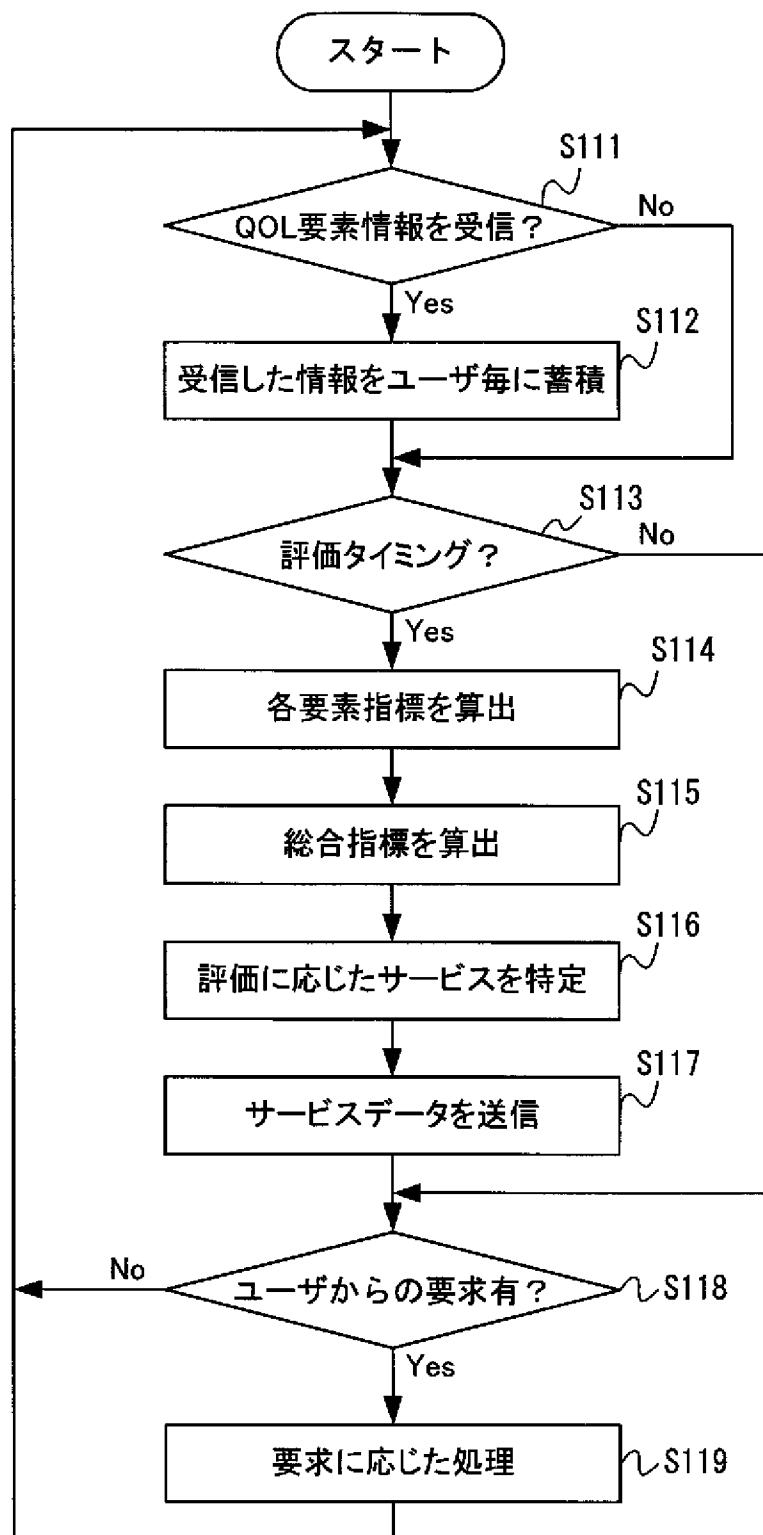 スタート
S111
QOL要素情報を受信？
No
Yes
S112
受信した情報をユーザ毎に蓄積
S113
評価タイミング？
No
Yes
S114
各要素指標を算出
S115
総合指標を算出
S116
評価に応じたサービスを特定
S117
サービスデータを送信
No
ユーザからの要求有？
S118
Yes
要求に応じた処理
S119